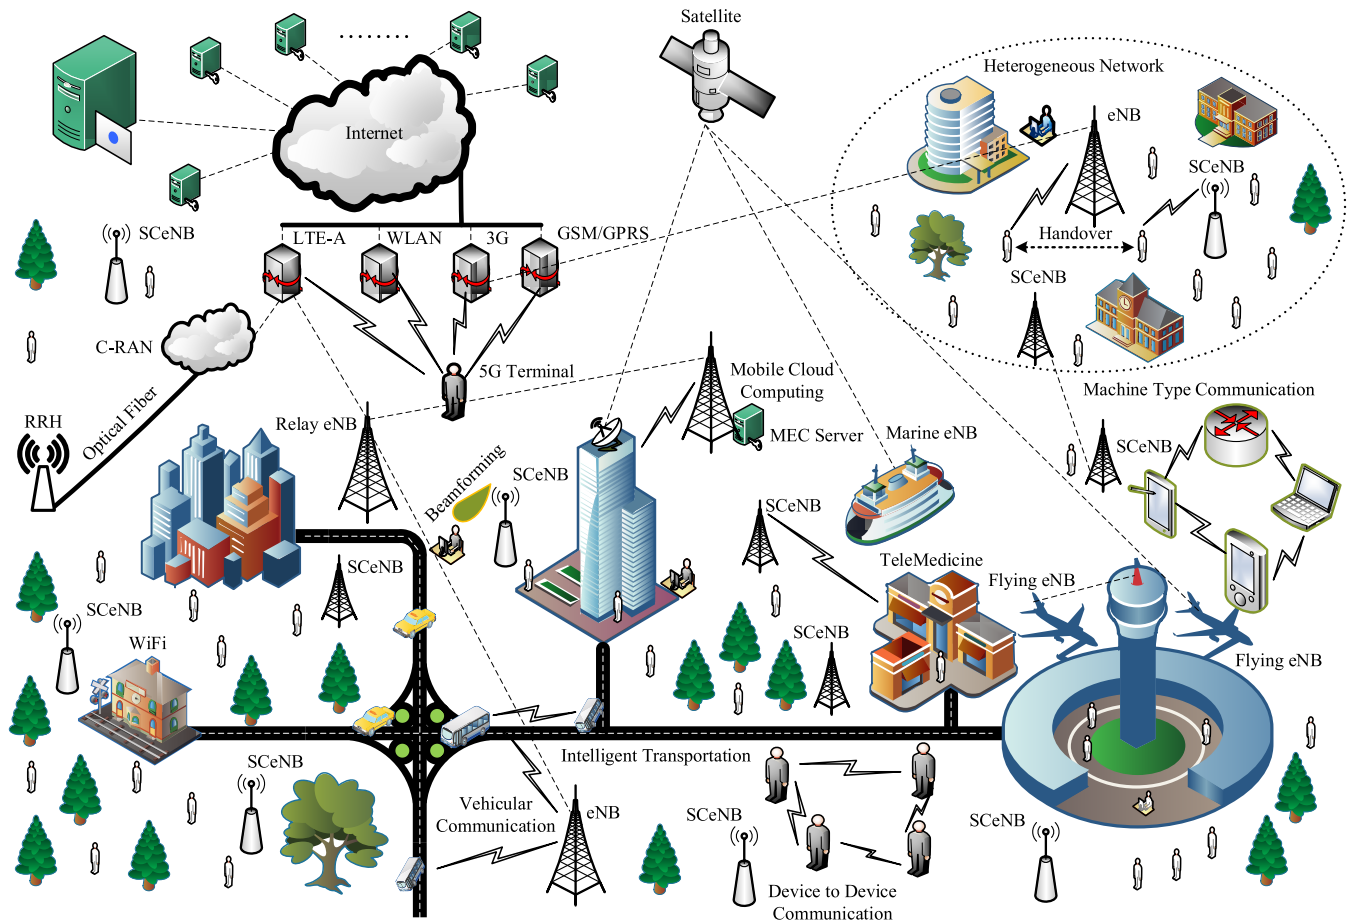 Satellite
Heterogeneous Network
Internet
eNB
SCeNB
SCeNB
LTE-A
WLAN
3G
GSM/GPRS
Handover
SCeNB
C-RAN
5G Terminal
Mobile Cloud
Computing
Machine Type Communication
Optical Fiber
RRH
Relay eNB
MEC Server
Marine eNB
SCeNB
Beamforming
SCeNB
SCeNB
SCeNB
TeleMedicine
Flying eNB
SCeNB
WiFi
SCeNB
Flying eNB
Intelligent Transportation
SCeNB
Vehicular
Communication
eNB
SCeNB
SCeNB
Device to Device
Communication